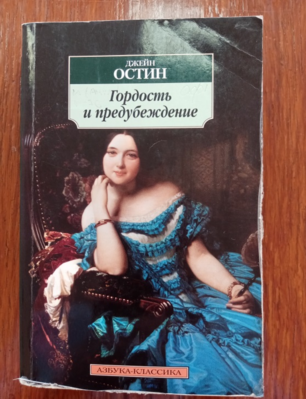 ДЖЕЙН
ОСТИН
Гордость
и предубеждение
АЗБУКА-КЛАССИКА